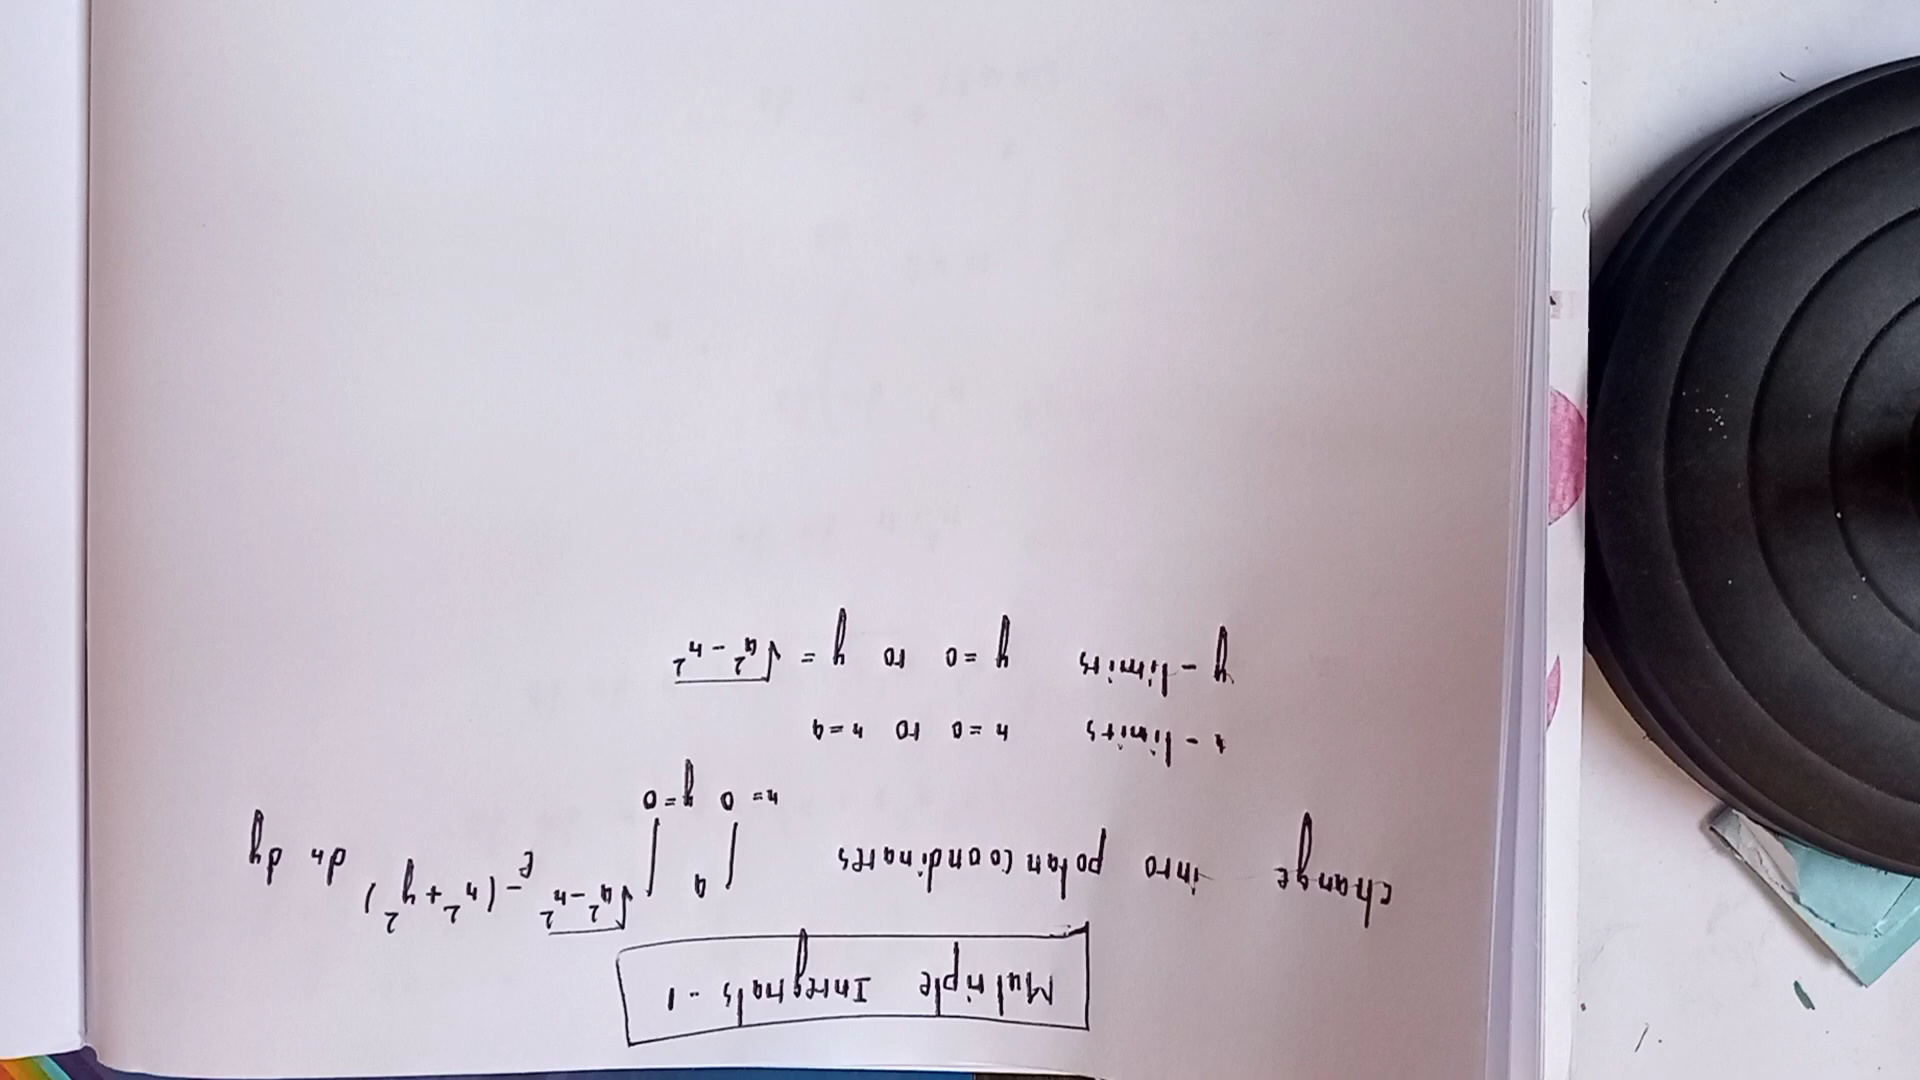 Multiple Integrals - 1
change into polar coordinates ∫ₓ₌₀ᵃ ∫ᵧ₌₀^√(a²-x²) e^-(x²+y²) dx dy
x - limits x = 0 to x = a
y - limits y = 0 to y = √(a²-x²)